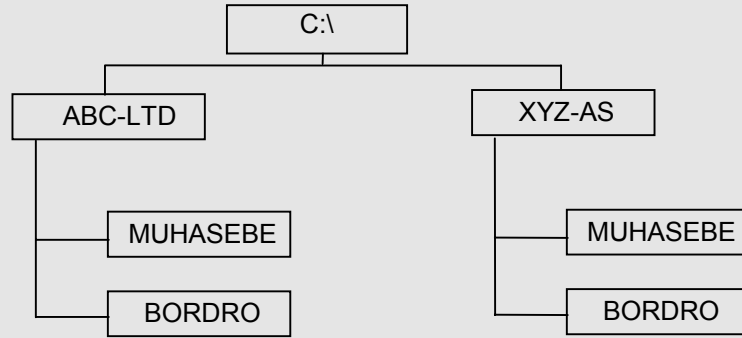 C:\
ABC-LTD
XYZ-AS
MUHASEBE
MUHASEBE
BORDRO
BORDRO